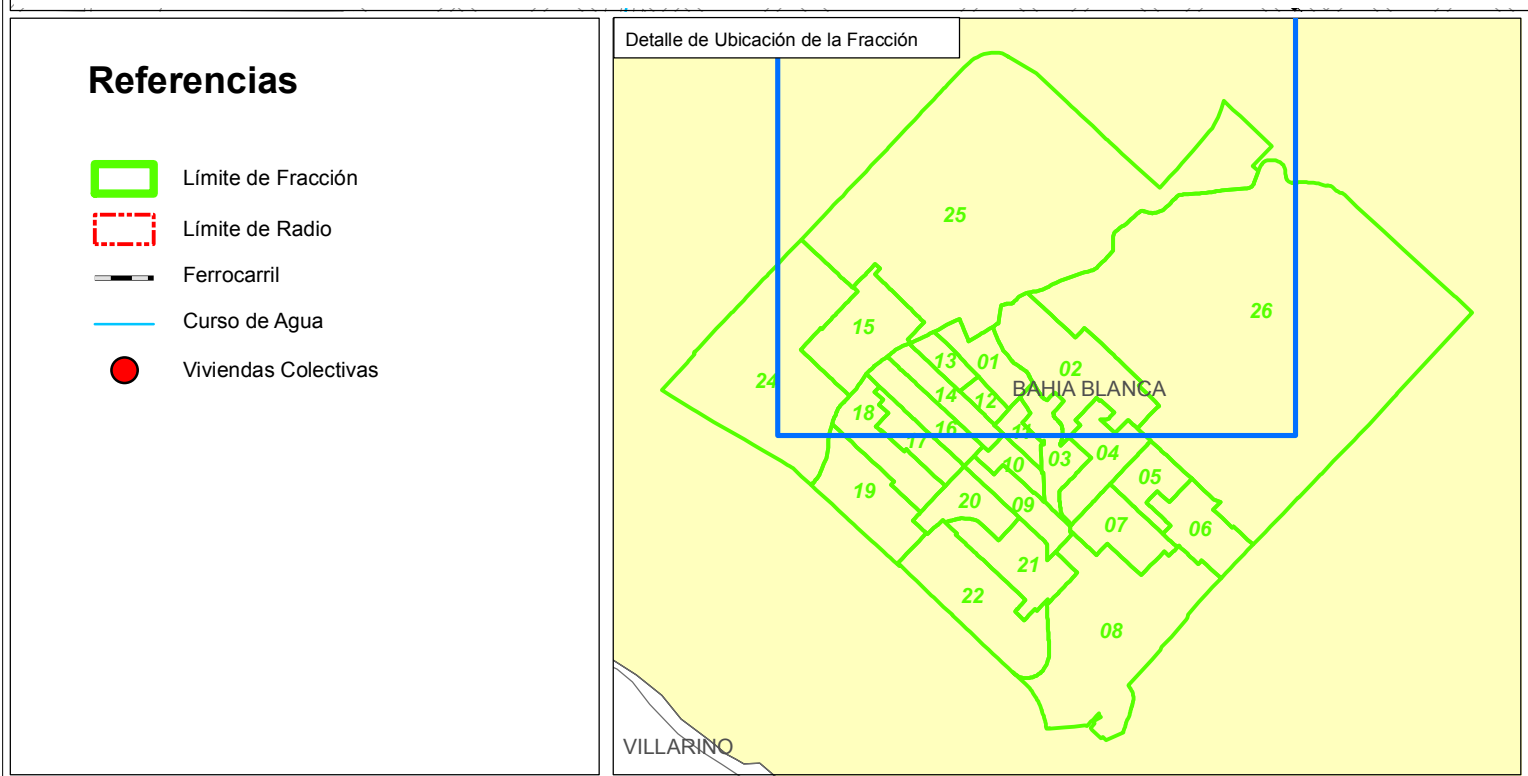 Referencias
Límite de Fracción
Límite de Radio
Ferrocarril
Curso de Agua
Viviendas Colectivas
Detalle de Ubicación de la Fracción
25
26
15
24
13
01
02
BAHIA BLANCA
14
12
18
16
11
17
10
03
04
05
19
20
09
07
06
21
22
08
VILLARINO